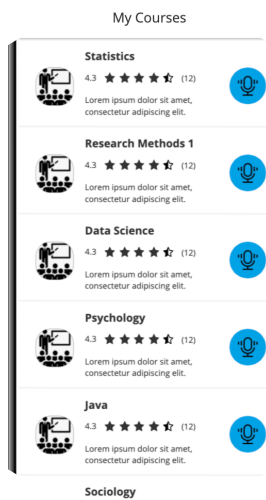 My Courses
Statistics
4.3 (12)
Lorem ipsum dolor sit amet,
consectetur adipiscing elit.
Research Methods 1
4.3 (12)
Lorem ipsum dolor sit amet,
consectetur adipiscing elit.
Data Science
4.3 (12)
Lorem ipsum dolor sit amet,
consectetur adipiscing elit.
Psychology
4.3 (12)
Lorem ipsum dolor sit amet,
consectetur adipiscing elit.
Java
4.3 (12)
Lorem ipsum dolor sit amet,
consectetur adipiscing elit.
Sociology